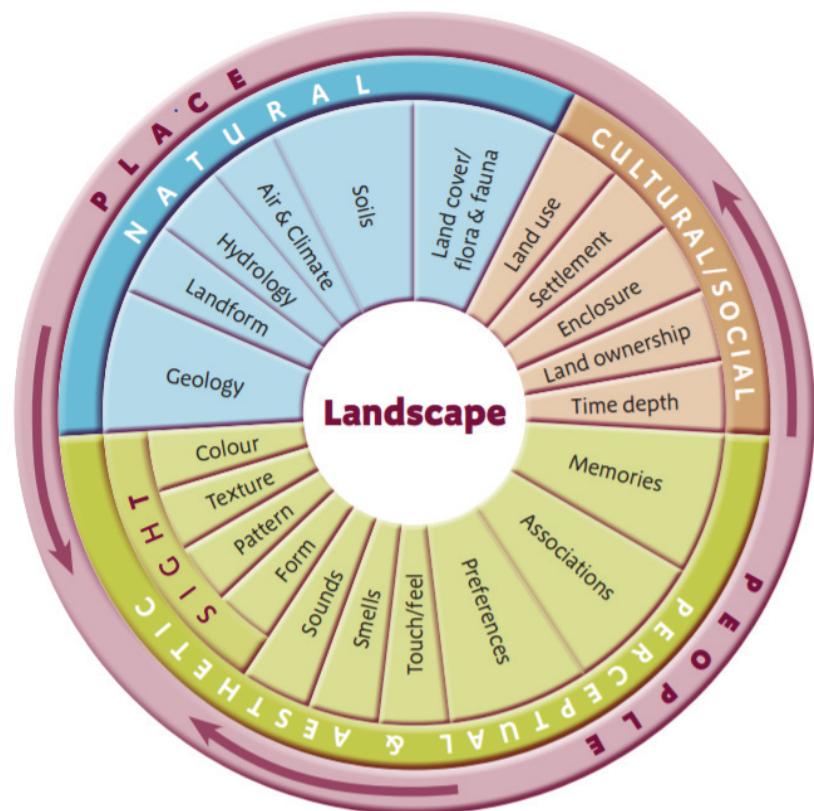 PLACE
NATURAL
CULTURAL/SOCIAL
Geology
Landform
Hydrology
Air & Climate
Soils
Land cover/
flora & fauna
Land use
Settlement
Enclosure
Land ownership
Time depth
Landscape
Memories
Associations
Preferences
Touch/feel
Smells
Sounds
Form
Pattern
Texture
Colour
SIGHT
PERCEPTUAL & AESTHETIC
PEOPLE